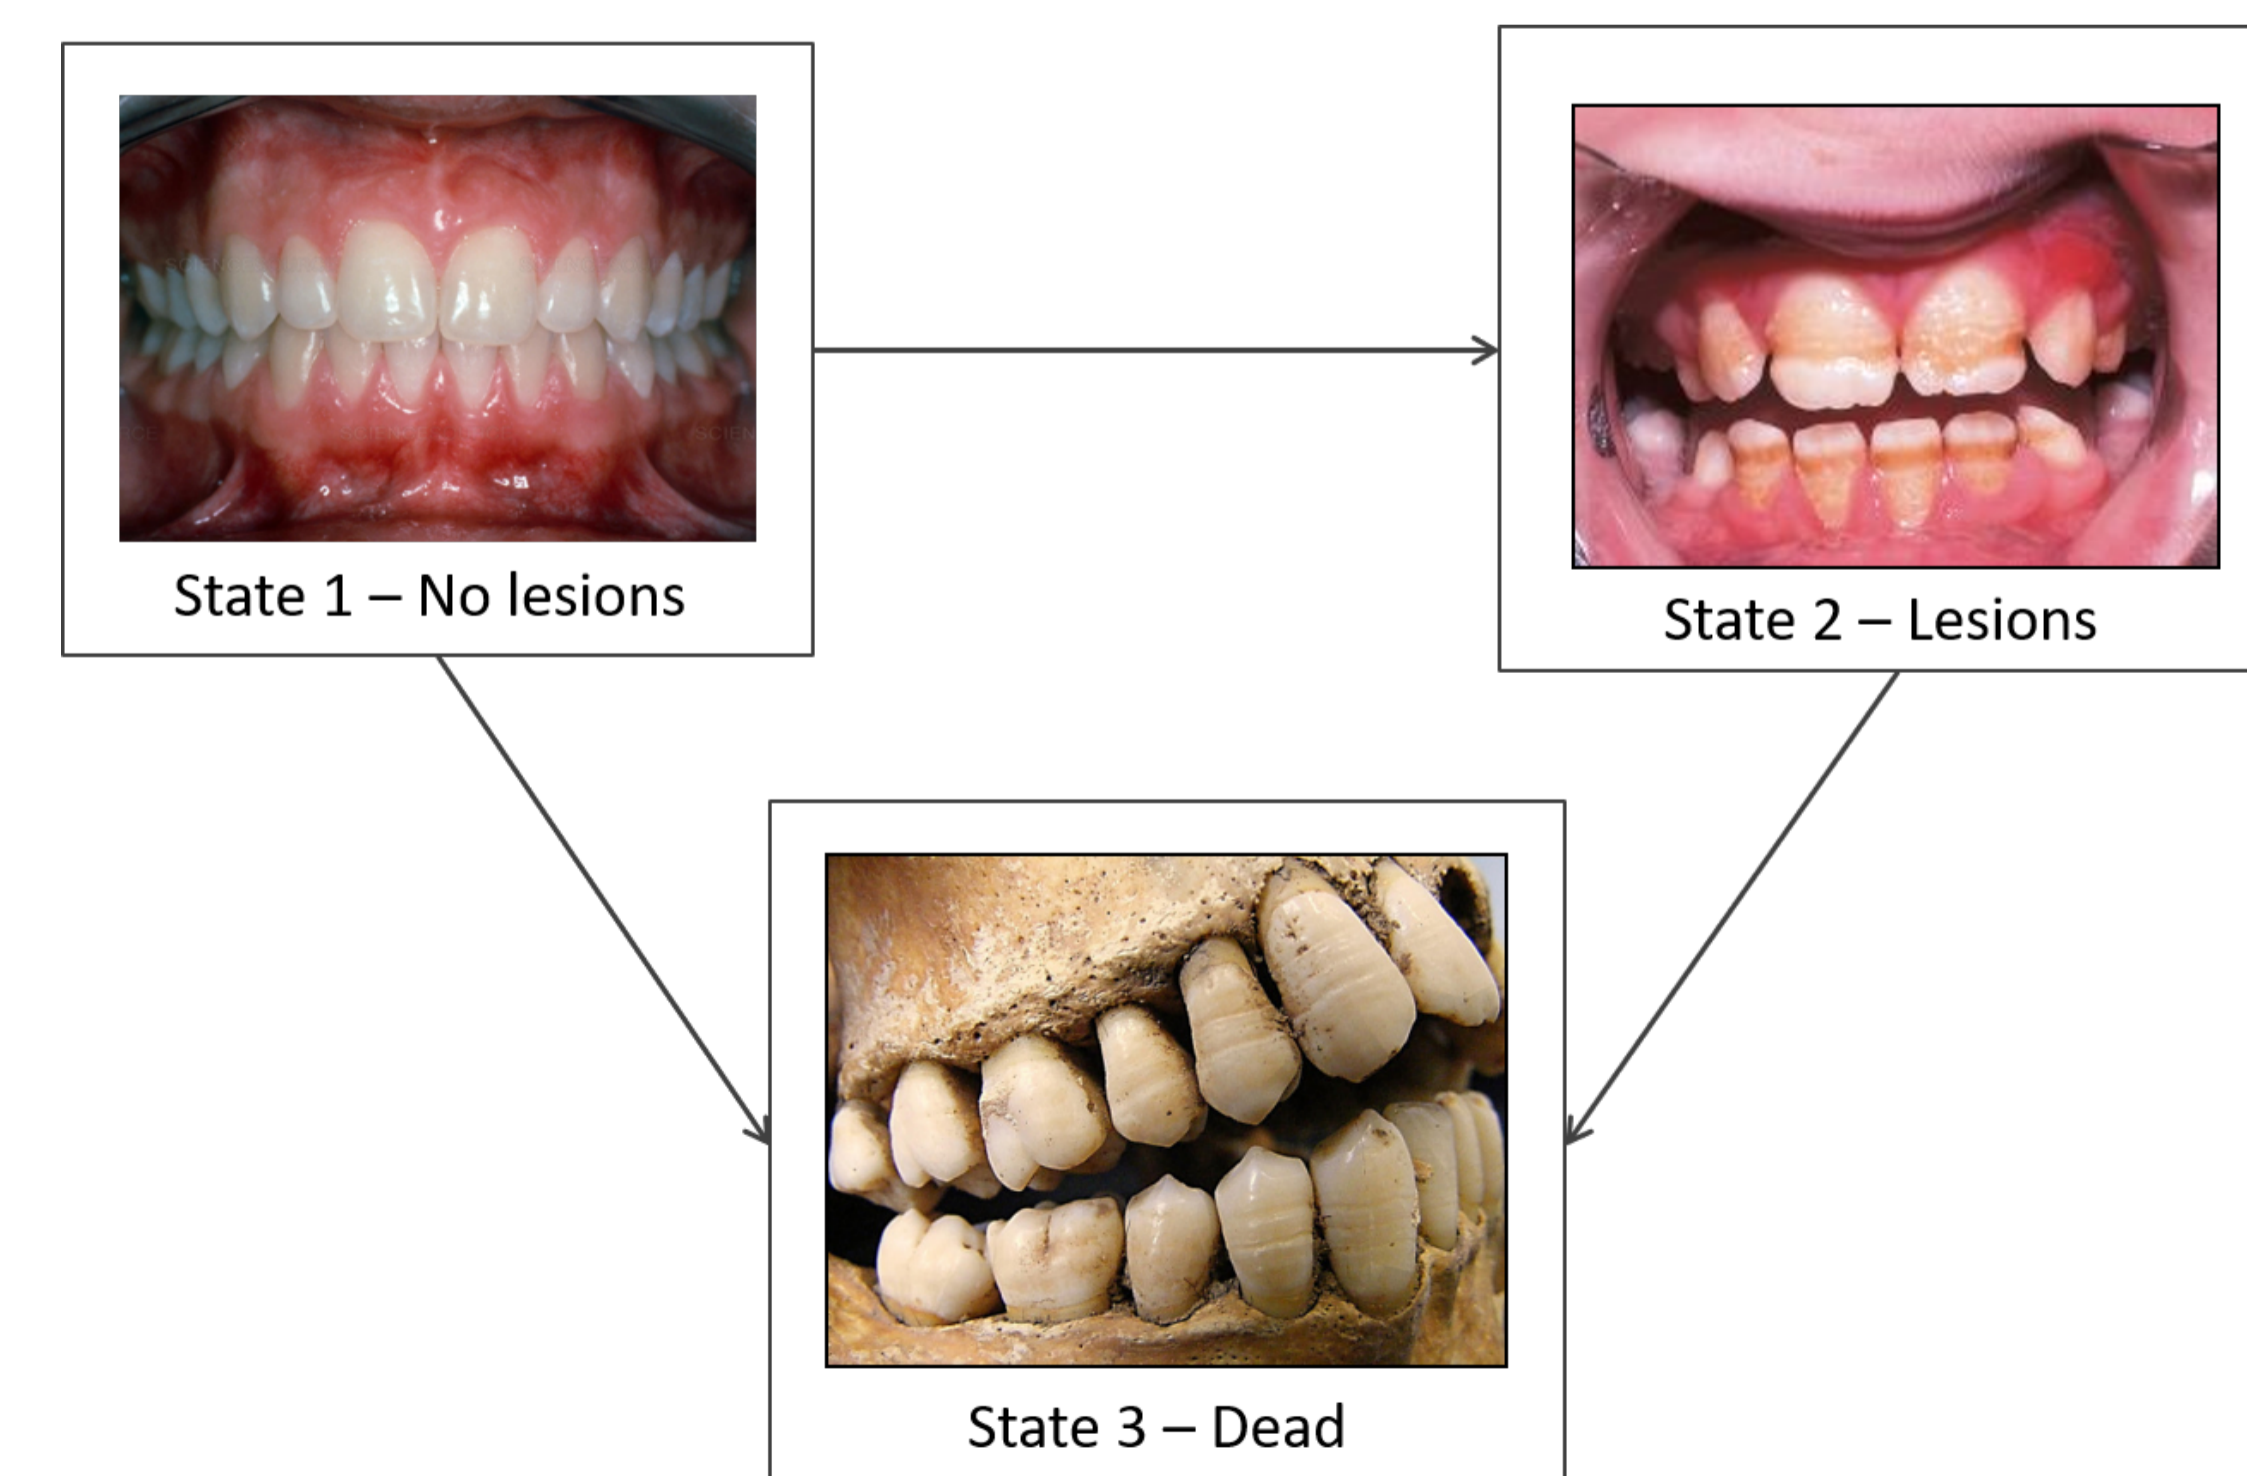 State 1 – No lesions
State 2 – Lesions
State 3 – Dead